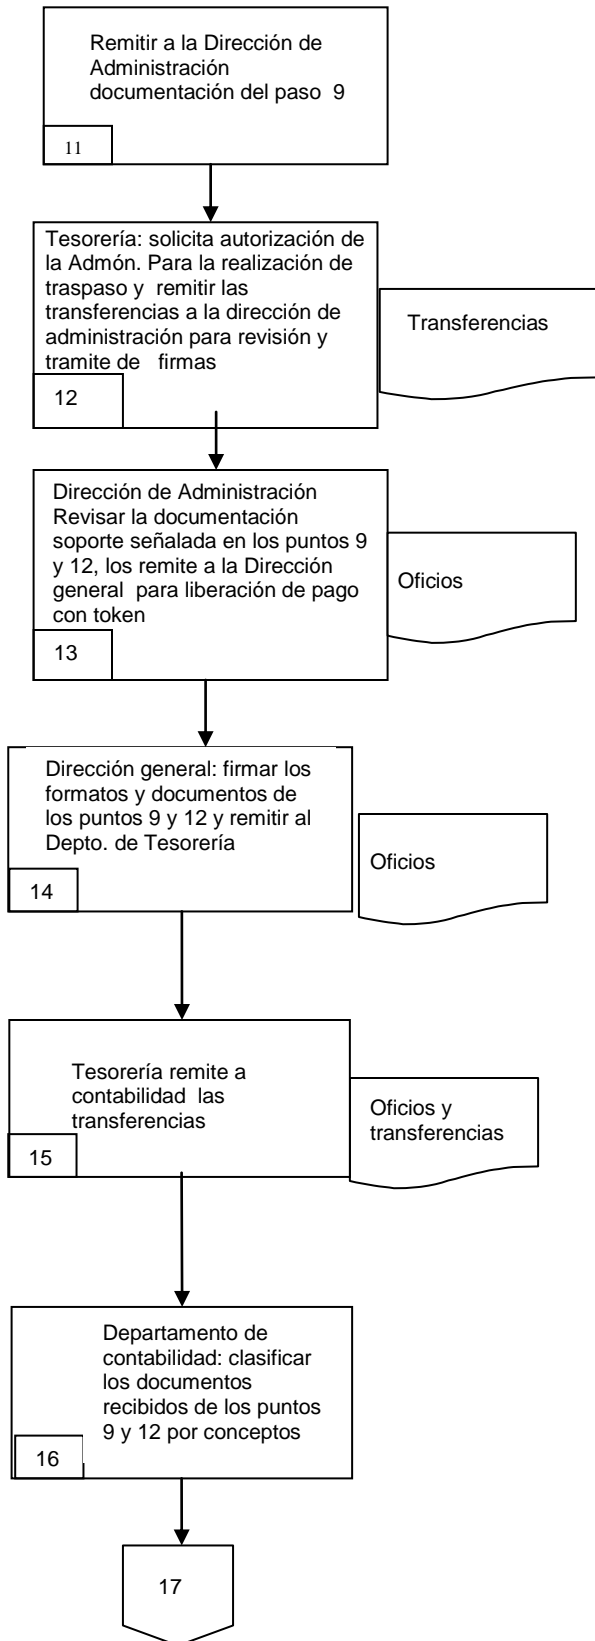 Remitir a la Dirección de
Administración
documentación del paso 9
11
Tesorería: solicita autorización de
la Admón. Para la realización de
traspaso y remitir las
transferencias a la dirección de
administración para revisión y
tramite de firmas
12
Transferencias
Dirección de Administración
Revisar la documentación
soporte señalada en los puntos 9
y 12, los remite a la Dirección
general para liberación de pago
con token
13
Oficios
Dirección general: firmar los
formatos y documentos de
los puntos 9 y 12 y remitir al
Depto. de Tesorería
14
Oficios
Tesorería remite a
contabilidad las
transferencias
15
Oficios y
transferencias
Departamento de
contabilidad: clasificar
los documentos
recibidos de los puntos
9 y 12 por conceptos
16
17